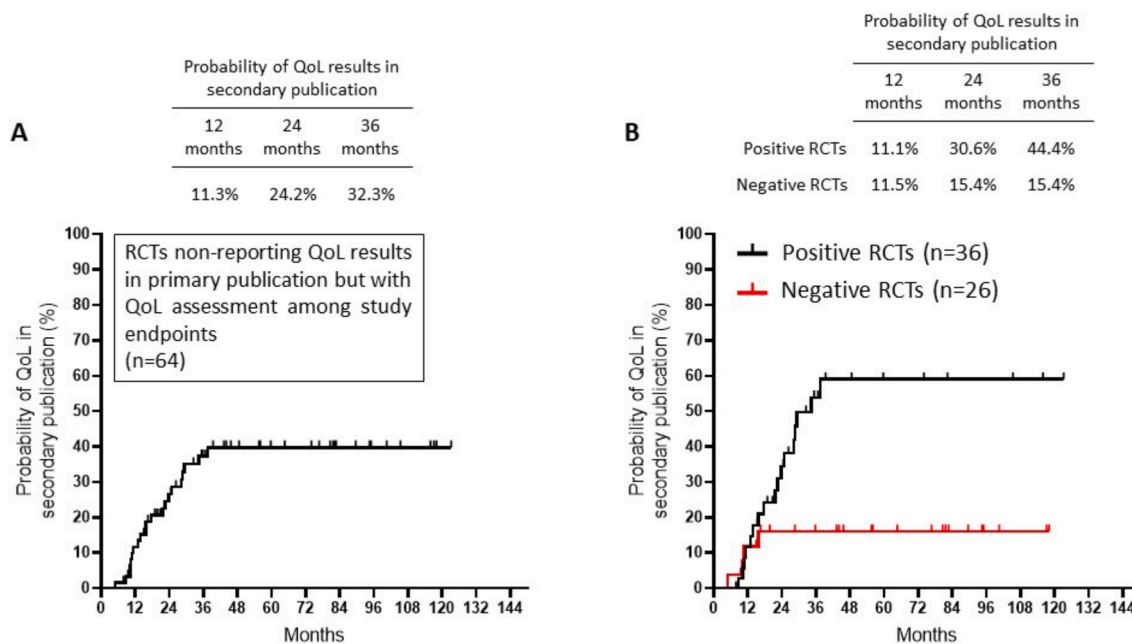 A
Probability of QoL results in
secondary publication
12
months
24
months
36
months
11.3%
24.2%
32.3%
Probability of QoL in
secondary publication (%)
100
90
80
70
60
50
40
30
20
10
0
RCTs non-reporting QoL results
in primary publication but with
QoL assessment among study
endpoints
(n=64)
0 12 24 36 48 60 72 84 96 108 120 132 144
Months
B
Probability of QoL results in
secondary publication
12
months
24
months
36
months
Positive RCTs 11.1% 30.6% 44.4%
Negative RCTs 11.5% 15.4% 15.4%
Probability of QoL in
secondary publication (%)
100
90
80
70
60
50
40
30
20
10
0
Positive RCTs (n=36)
Negative RCTs (n=26)
0 12 24 36 48 60 72 84 96 108 120 132 144
Months